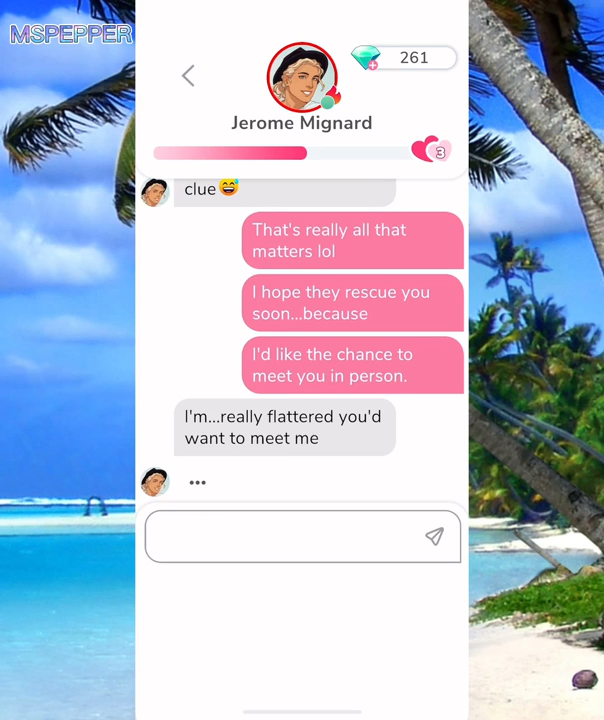 MSPEPPER
261
Jerome Mignard
3
clue😅
That's really all that
matters lol
I hope they rescue you
soon...because
I'd like the chance to
meet you in person.
I'm...really flattered you'd
want to meet me
...